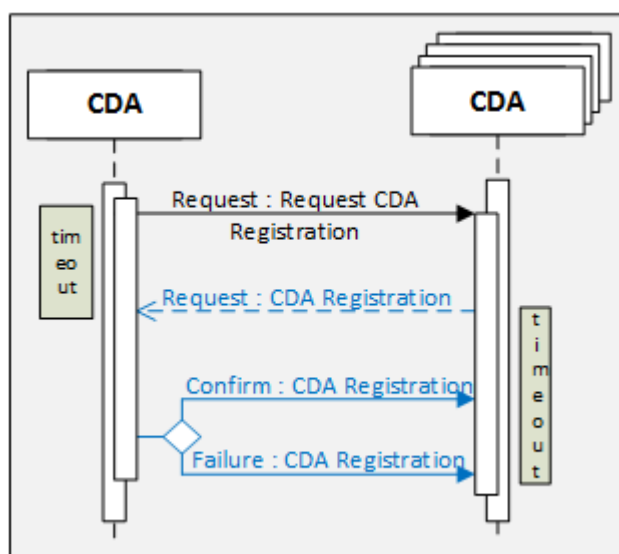 CDA
CDA
Request : Request CDA
Registration
tim
eo
ut
Request : CDA Registration
t
i
m
e
o
u
t
Confirm : CDA Registration
Failure : CDA Registration